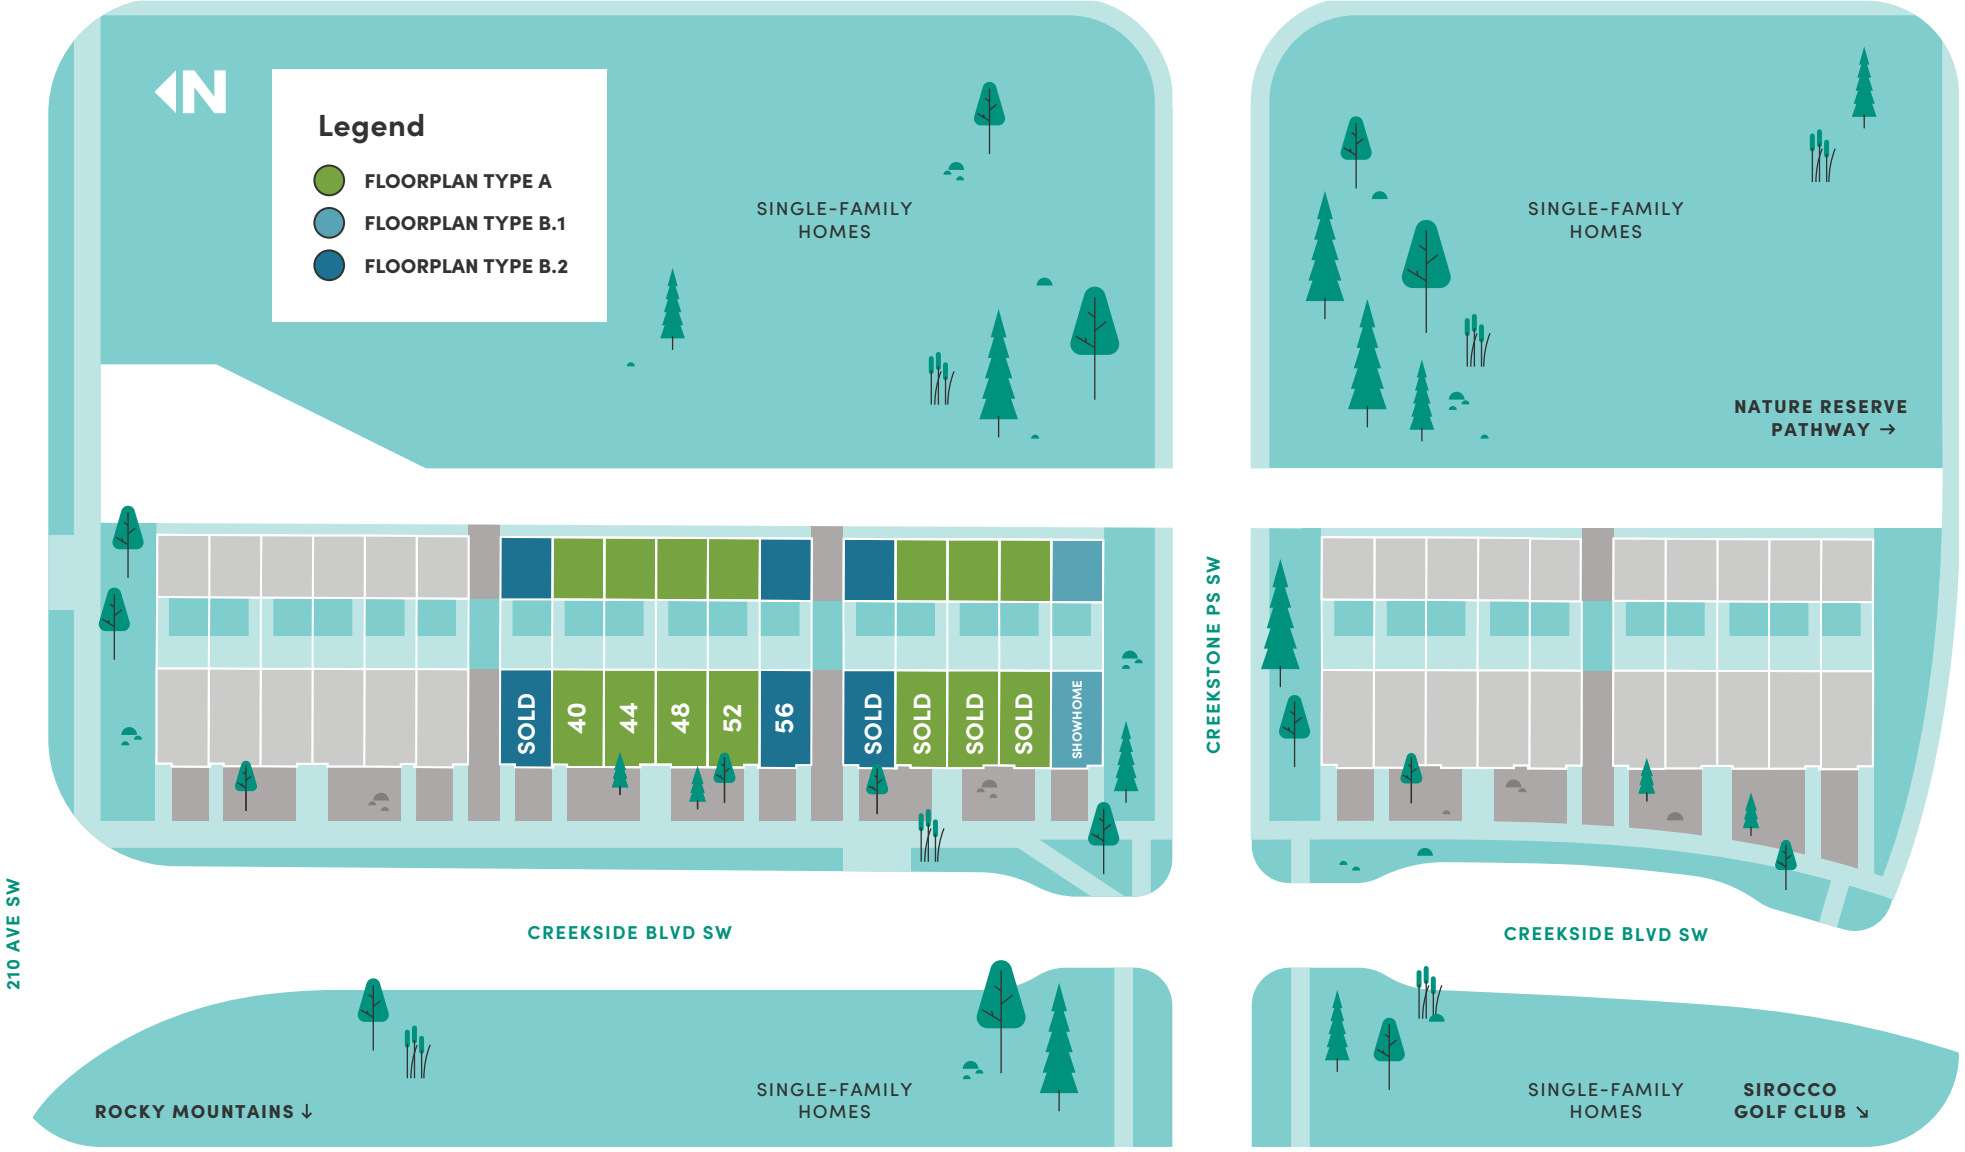 N
Legend
FLOORPLAN TYPE A
FLOORPLAN TYPE B.1
FLOORPLAN TYPE B.2
SINGLE-FAMILY
HOMES
SINGLE-FAMILY
HOMES
NATURE RESERVE
PATHWAY →
SOLD
40
44
48
52
56
SOLD
SOLD
SOLD
SOLD
SHOWHOME
CREEKSTONE PS SW
210 AVE SW
CREEKSIDE BLVD SW
CREEKSIDE BLVD SW
ROCKY MOUNTAINS ↓
SINGLE-FAMILY
HOMES
SINGLE-FAMILY
HOMES
SIROCCO
GOLF CLUB ↘